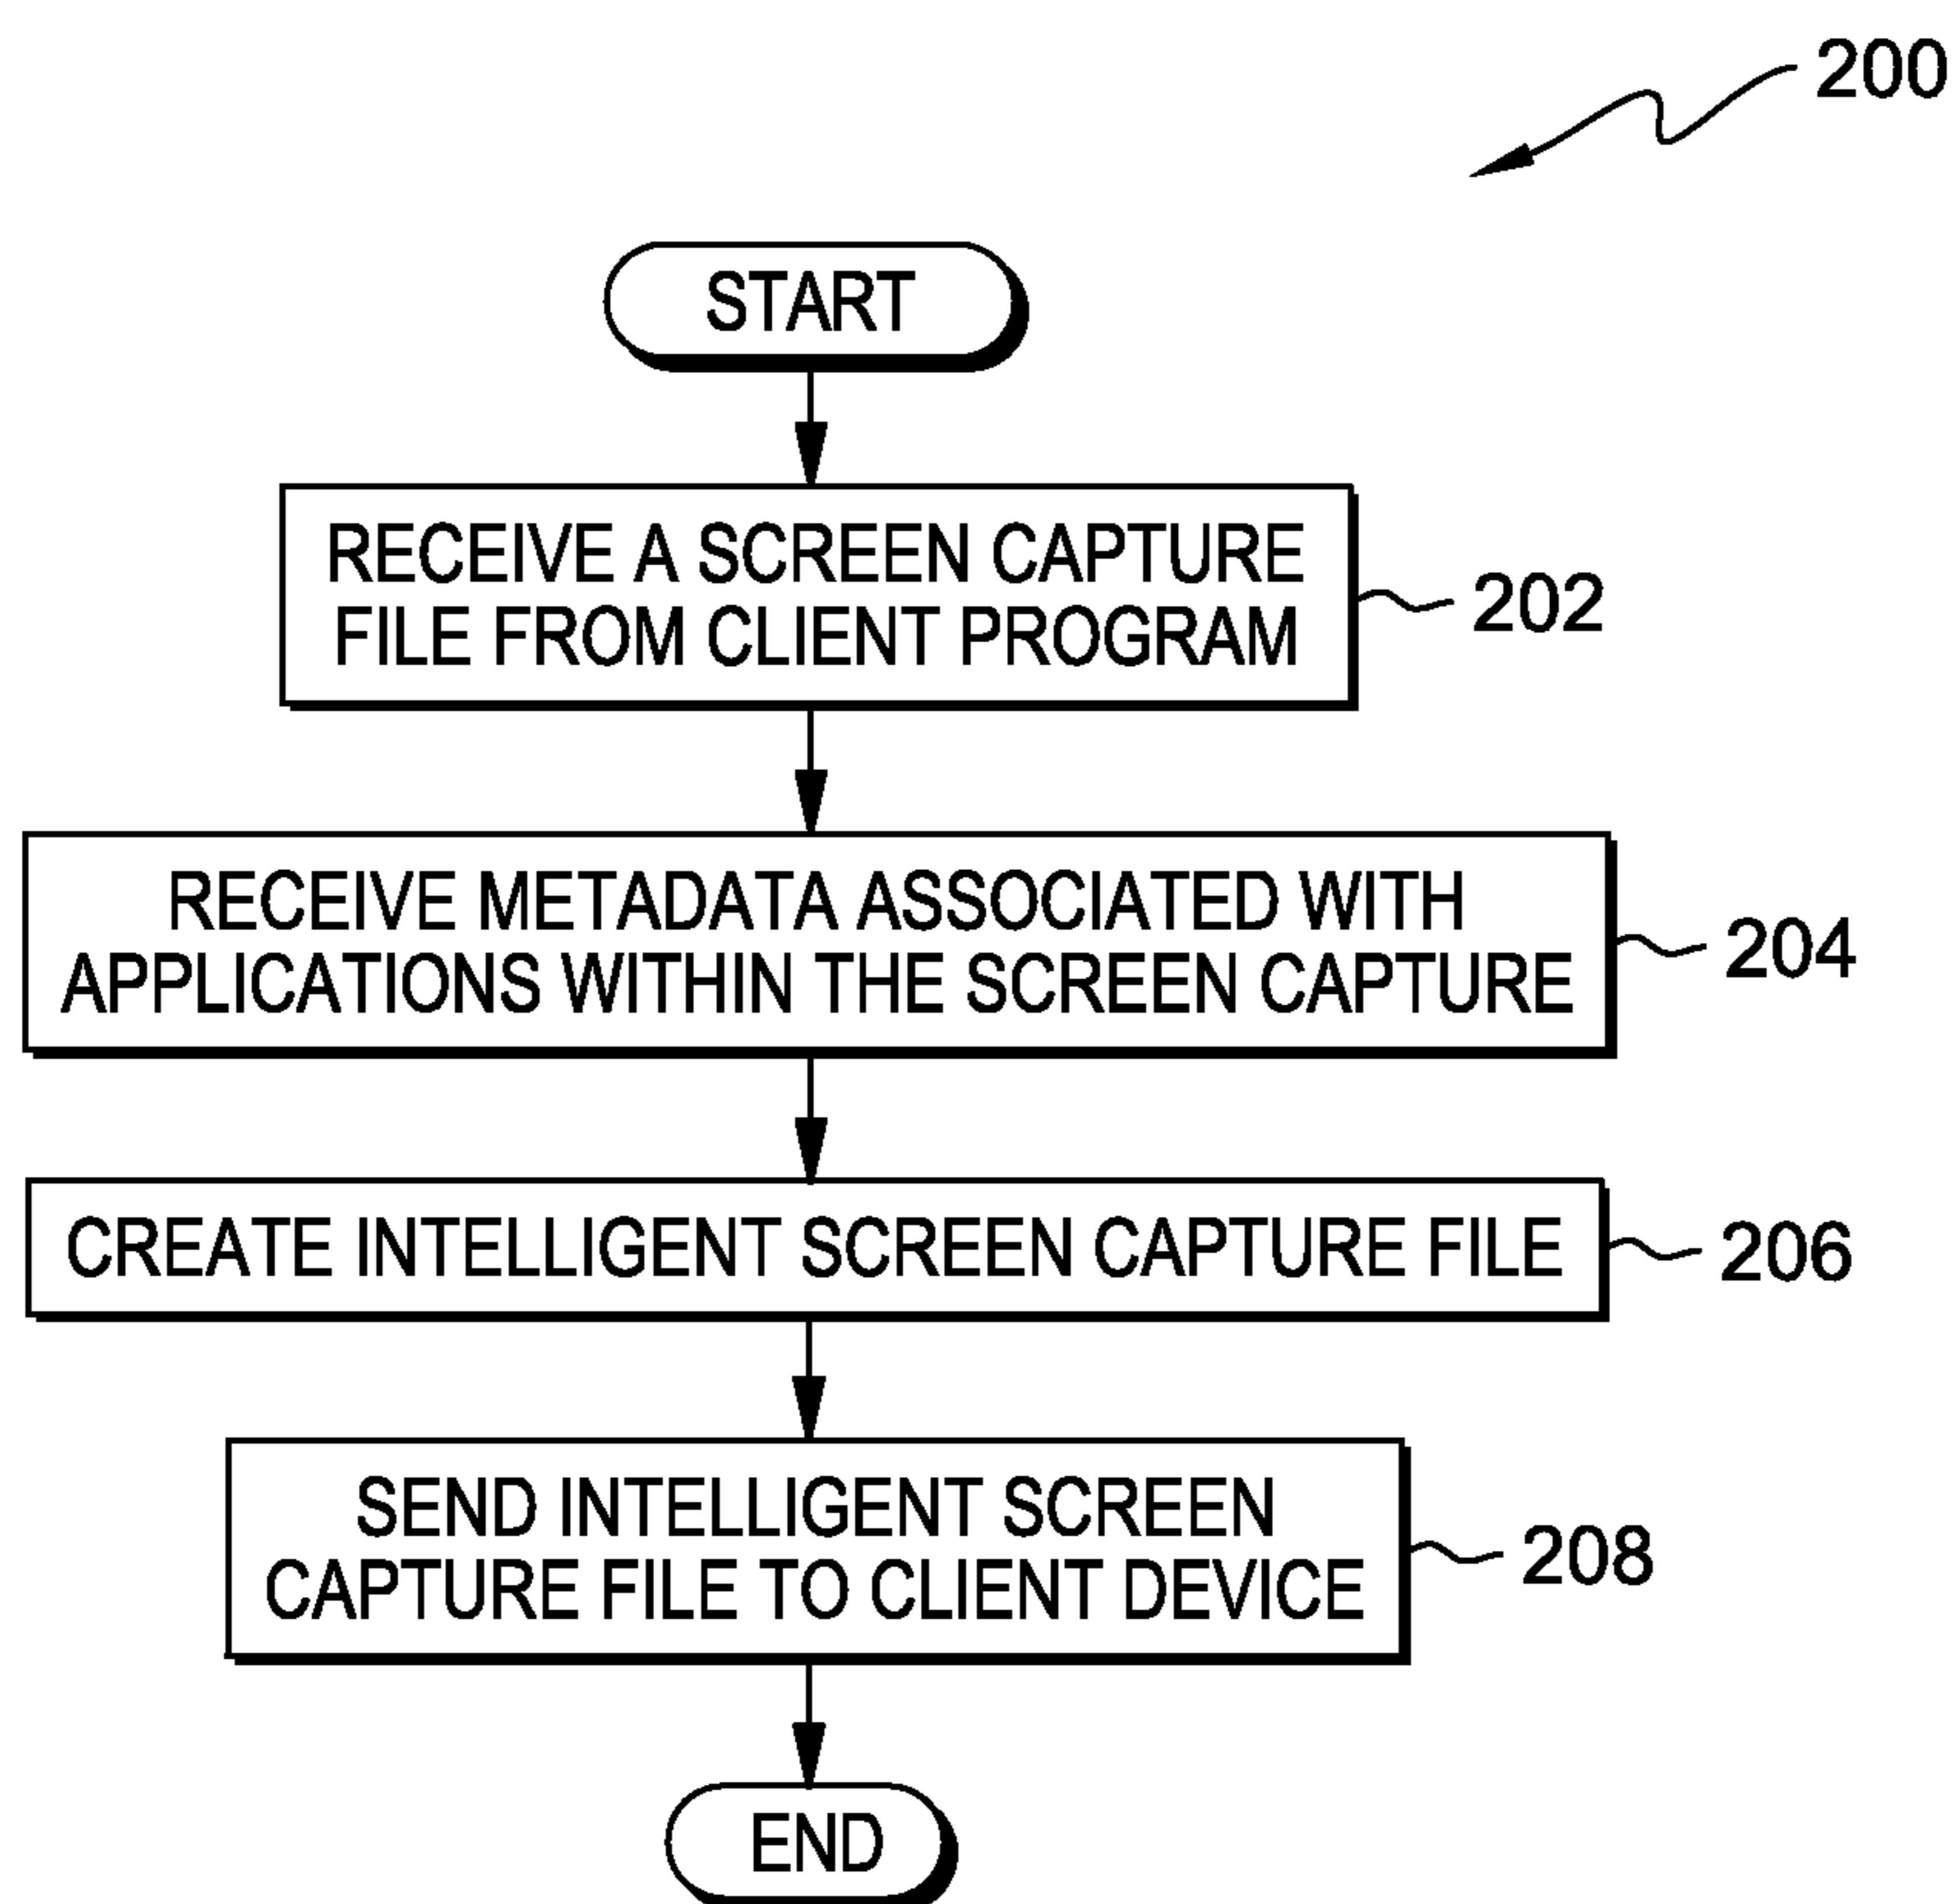 200
START
RECEIVE A SCREEN CAPTURE
FILE FROM CLIENT PROGRAM
202
RECEIVE METADATA ASSOCIATED WITH
APPLICATIONS WITHIN THE SCREEN CAPTURE
204
CREATE INTELLIGENT SCREEN CAPTURE FILE
206
SEND INTELLIGENT SCREEN
CAPTURE FILE TO CLIENT DEVICE
208
END